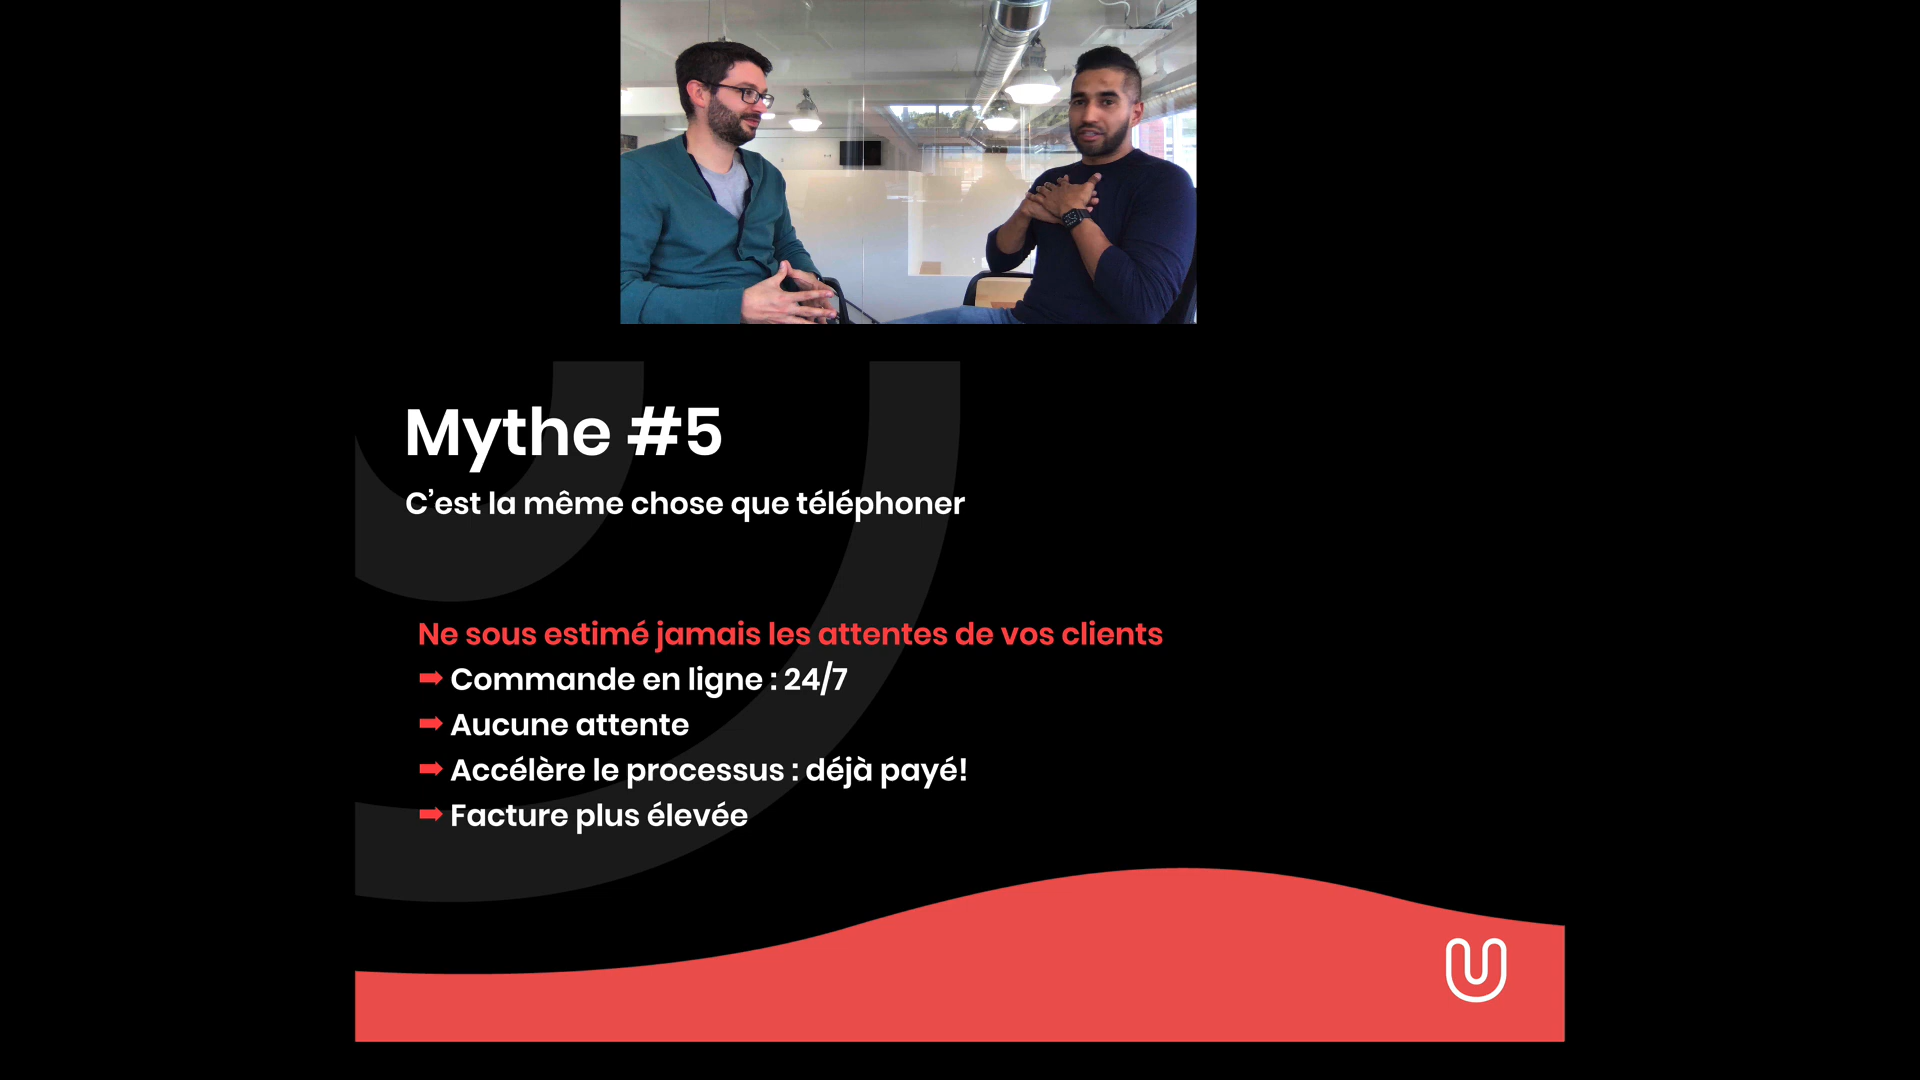 Mythe #5
C’est la même chose que téléphoner
Ne sous estimé jamais les attentes de vos clients
➡ Commande en ligne : 24/7
➡ Aucune attente
➡ Accélère le processus : déjà payé!
➡ Facture plus élevée